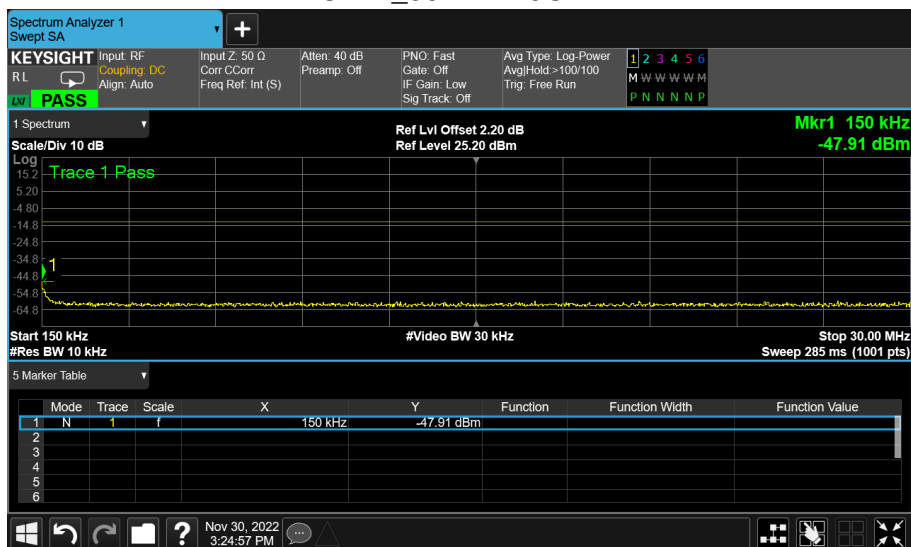 Spectrum Analyzer 1
Swept SA
+
KEYSIGHT Input: RF Input Z: 50 Ω Atten: 40 dB PNO: Fast Avg Type: Log-Power 1 2 3 4 5 6
RL Coupling: DC Corr CCorr Preamp: Off Gate: Off Avg|Hold:>100/100 M W W W W M
Align: Auto Freq Ref: Int (S) IF Gain: Low Trig: Free Run
LXI PASS Sig Track: Off P N N N N P
1 Spectrum Ref Lvl Offset 2.20 dB Mkr1 150 kHz
Scale/Div 10 dB Ref Level 25.20 dBm -47.91 dBm
Log
Trace 1 Pass
15.2
5.20
-4.80
-14.8
-24.8
-34.8
1
-44.8
-54.8
-64.8
Start 150 kHz #Video BW 30 kHz Stop 30.00 MHz
#Res BW 10 kHz Sweep 285 ms (1001 pts)
5 Marker Table
Mode Trace Scale X Y Function Function Width Function Value
1 N 1 f 150 kHz -47.91 dBm
2
3
4
5
6
? Nov 30, 2022
3:24:57 PM